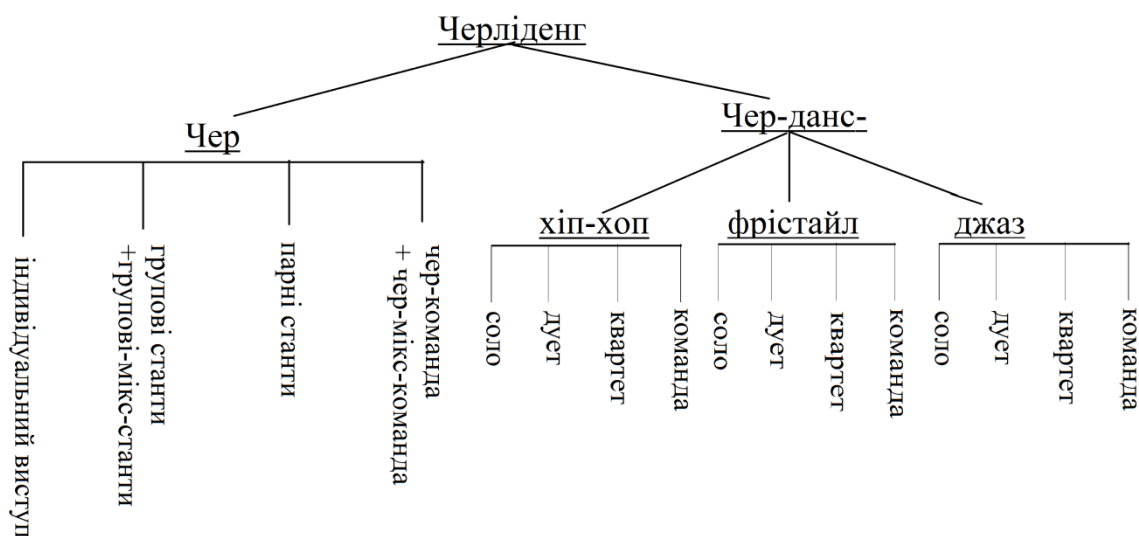 Черліденг
Чер
Чер-данс-
хіп-хоп
фрістайл
джаз
індивідуальний виступ
групові станти
+групові-мікс-станти
парні станти
чер-команда
+ чер-мікс-команда
соло
дует
квартет
команда
соло
дует
квартет
команда
соло
дует
квартет
команда